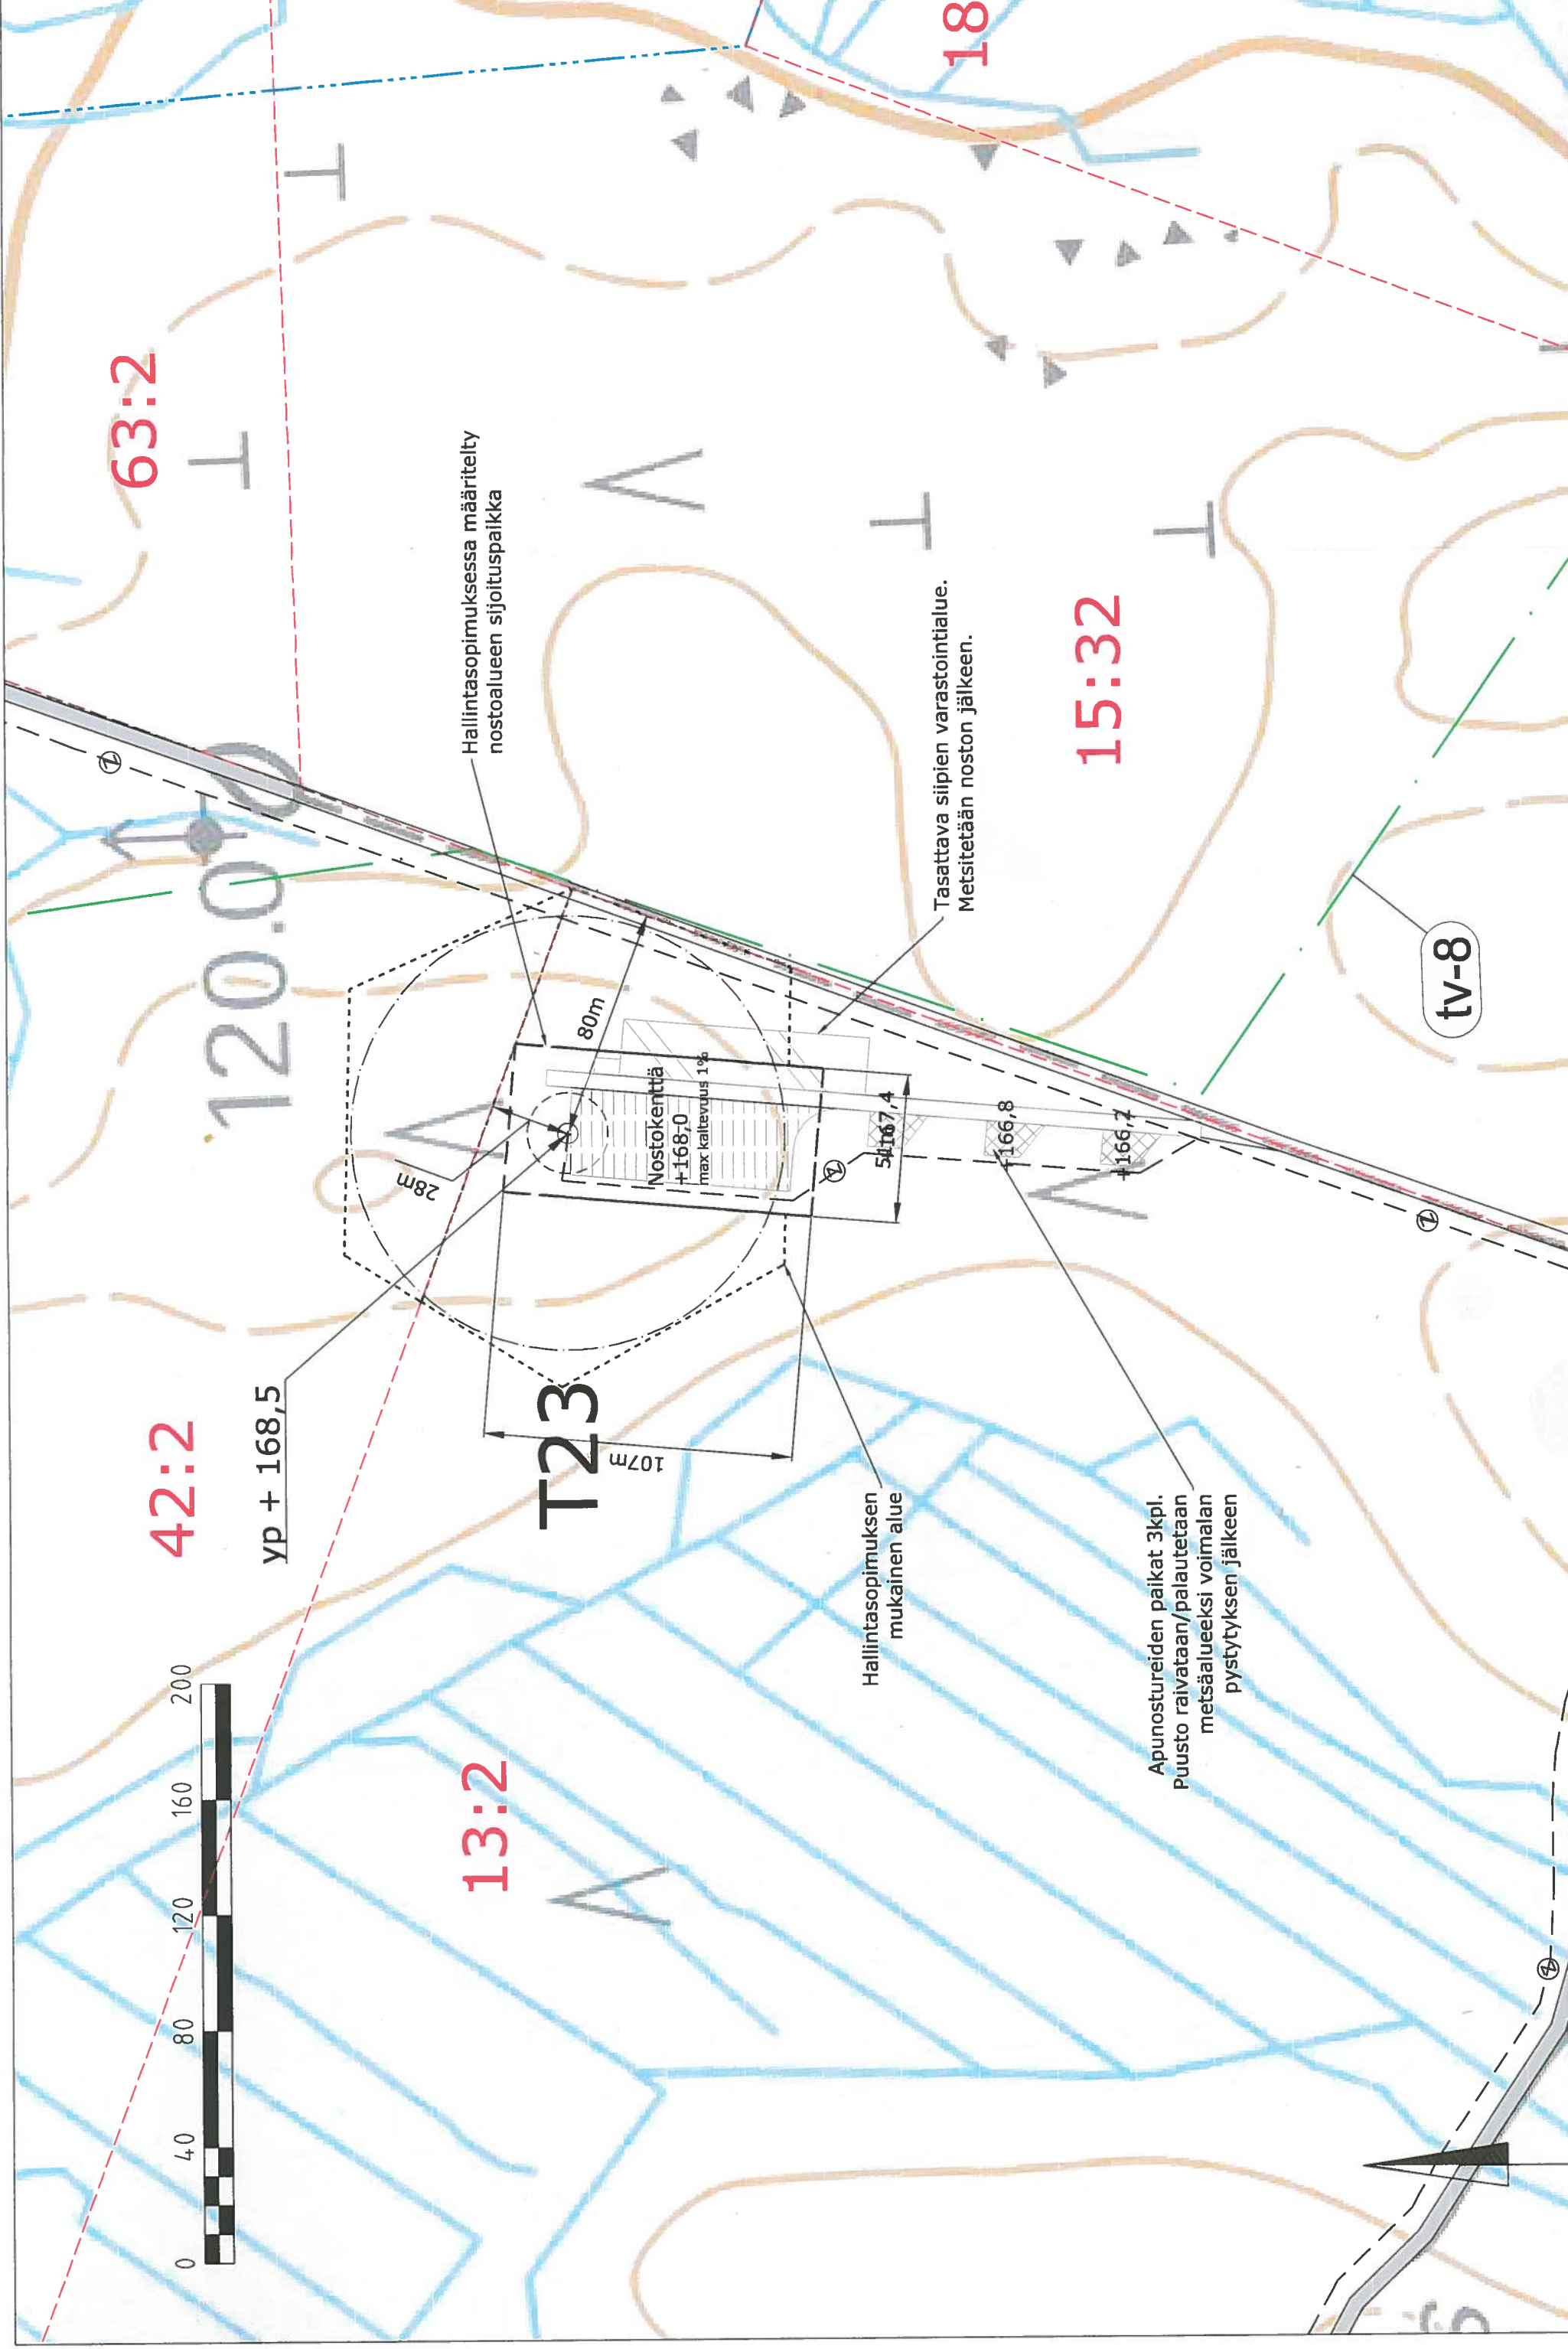 0 40 80 120 160 200
42:2
yp + 168,5
63:2
18
120.0
28m
80m
Hallintasopimuksessa määritelty
nostoalueen sijoituspaikka
Nostokenttä
+168,0
max kaltevuus 1%
T23
107m
13:2
Tasattava siipien varastointialue.
Metsitetään noston jälkeen.
15:32
+166,8
+166,2
Hallintasopimuksen
mukainen alue
Apunostureiden paikat 3kpl.
Puusto raivataan/palautetaan
metsäalueeksi voimalan
pystytyksen jälkeen
tv-8